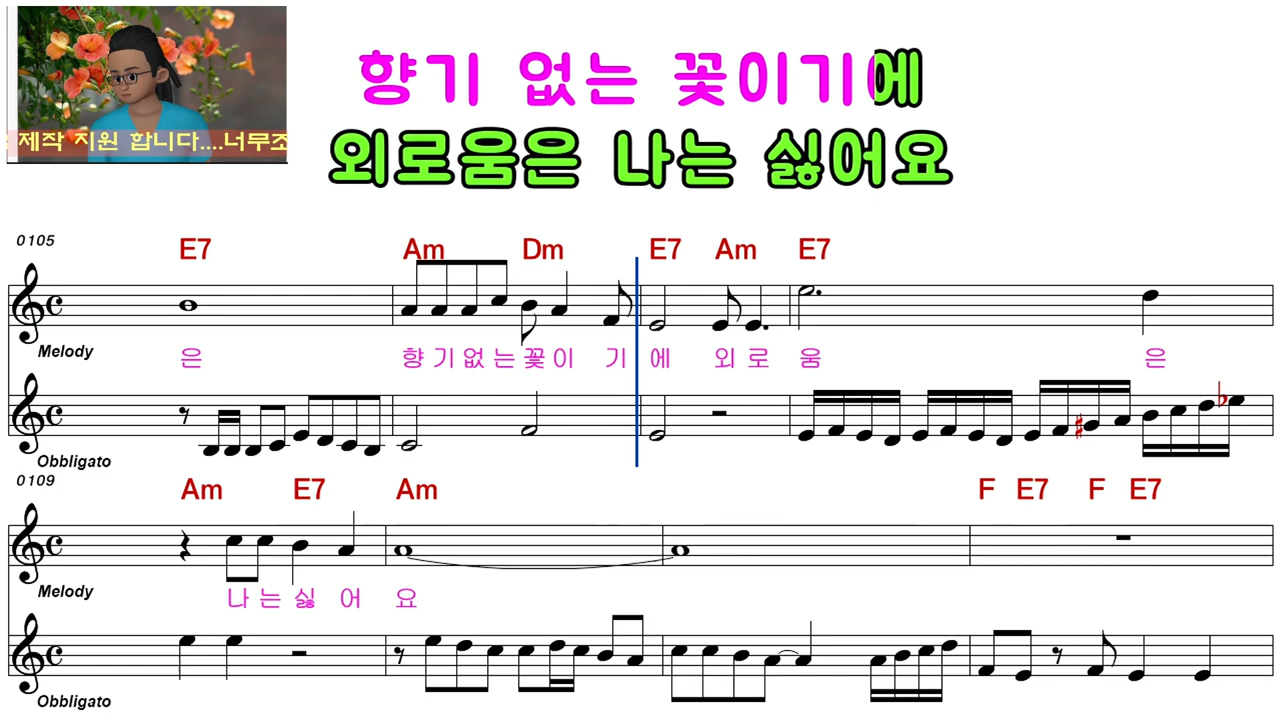 향기 없는 꽃이기에
외로움은 나는 싫어요
제작 지원 합니다....너무조
0105
E7 Am Dm E7 Am E7
Melody
은 향기없는꽃이 기에 외로움 은
Obbligato
0109
Am E7 Am F E7 F E7
Melody
나는싫어 요
Obbligato